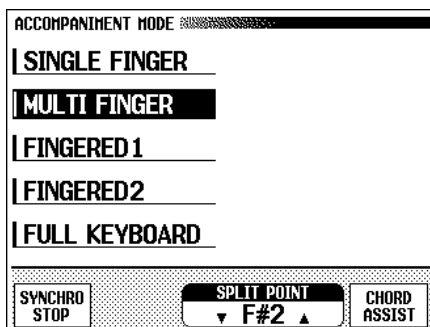 ACCOMPANIMENT MODE
SINGLE FINGER
MULTI FINGER
FINGERED1
FINGERED2
FULL KEYBOARD
SYNCHRO
STOP
SPLIT POINT
▼ F#2 ▲
CHORD
ASSIST